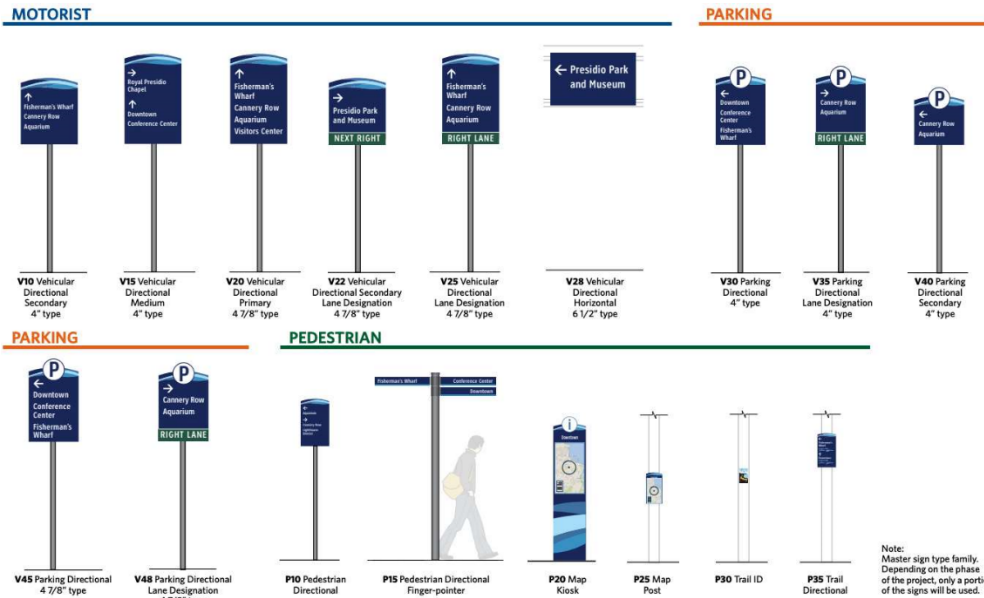 MOTORIST
PARKING
↑
Fisherman's Wharf
Cannery Row
Aquarium
→
Royal Presidio
Chapel
↑
Downtown
Conference Center
↑
Fisherman's
Wharf
Cannery Row
Aquarium
Visitors Center
→
Presidio Park
and Museum
NEXT RIGHT
↑
Fisherman's
Wharf
Cannery Row
Aquarium
RIGHT LANE
← Presidio Park
and Museum
P
←
Downtown
Conference
Center
Fisherman's
Wharf
P
→
Cannery Row
Aquarium
RIGHT LANE
P
←
Cannery Row
Aquarium
V10 Vehicular
Directional
Secondary
4" type
V15 Vehicular
Directional
Medium
4" type
V20 Vehicular
Directional
Primary
4 7/8" type
V22 Vehicular
Directional Secondary
Lane Designation
4 7/8" type
V25 Vehicular
Directional
Lane Designation
4 7/8" type
V28 Vehicular
Directional
Horizontal
6 1/2" type
V30 Parking
Directional
4" type
V35 Parking
Directional
Lane Designation
4" type
V40 Parking
Directional
Secondary
4" type
PARKING
PEDESTRIAN
P
←
Downtown
Conference
Center
Fisherman's
Wharf
P
→
Cannery Row
Aquarium
RIGHT LANE
Fisherman's Wharf
Conference Center
Downtown
i
Downtown
V45 Parking Directional
4 7/8" type
V48 Parking Directional
Lane Designation
P10 Pedestrian
Directional
P15 Pedestrian Directional
Finger-pointer
P20 Map
Kiosk
P25 Map
Post
P30 Trail ID
P35 Trail
Directional
Note:
Master sign type family.
Depending on the phase
of the project, only a porti
of the signs will be used.